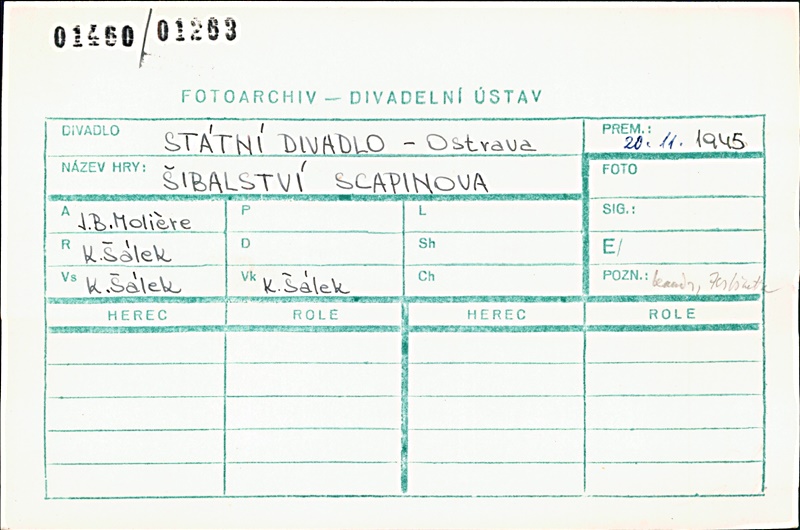 01460/01263
FOTOARCHIV – DIVADELNÍ ÚSTAV
DIVADLO STÁTNÍ DIVADLO – Ostrava
PREM.: 20. 11. 1945
NÁZEV HRY: ŠIBALSTVÍ SCAPINOVA
FOTO
A J.B.Molière P L
SIG.:
R K.Šálek D Sh
E/
Vs K.Šálek Vk K.Šálek Ch
POZN.:
HEREC ROLE HEREC ROLE